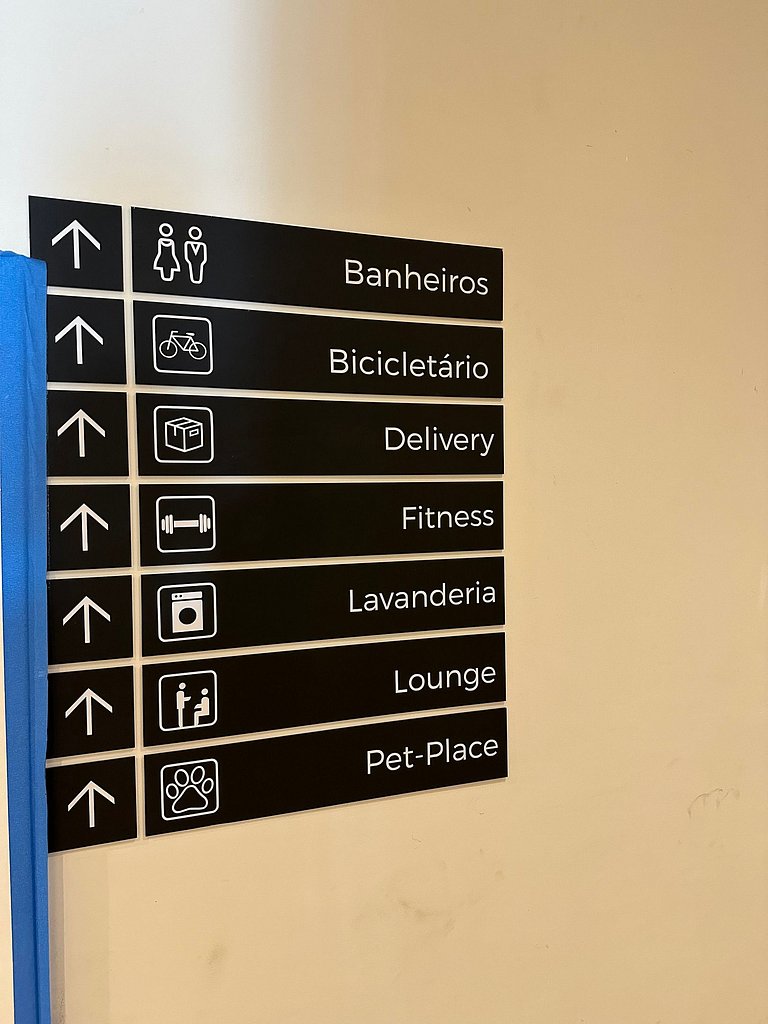 Banheiros
Bicicletário
Delivery
Fitness
Lavanderia
Lounge
Pet-Place